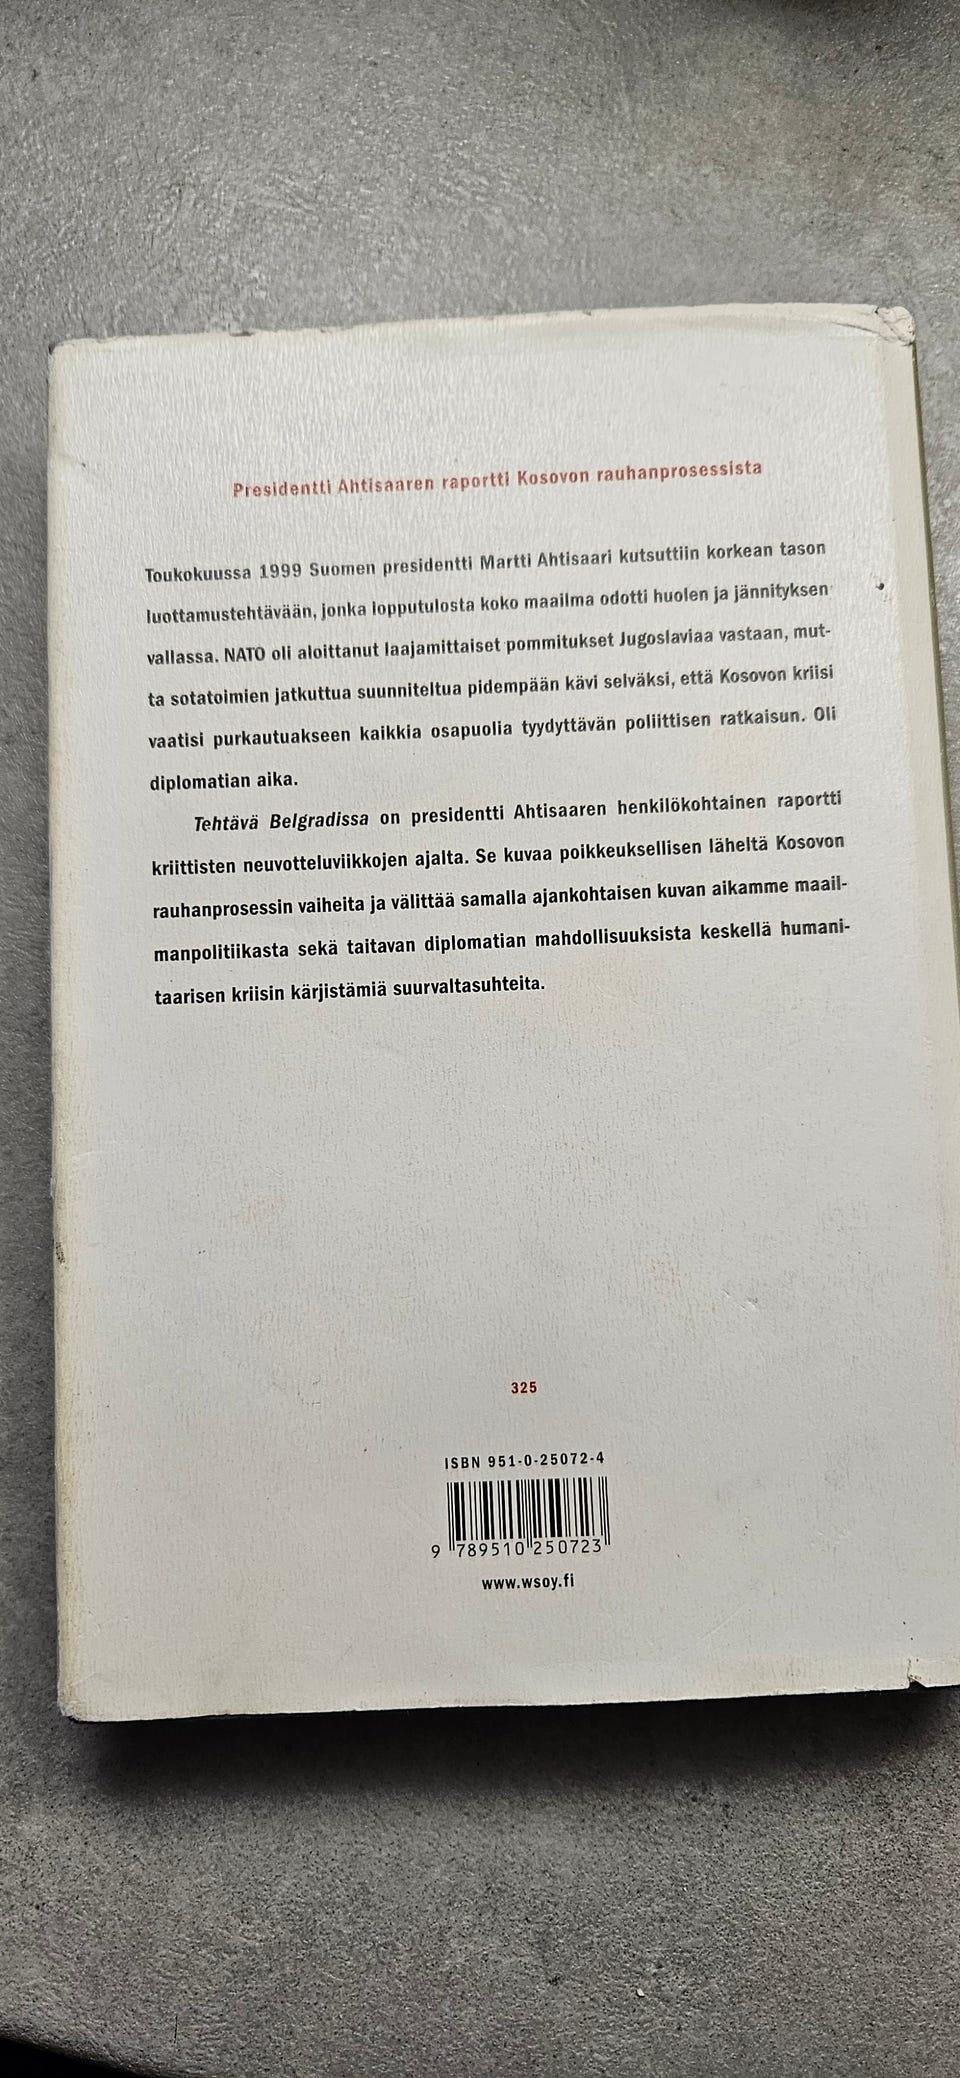 Presidentti Ahtisaaren raportti Kosovon rauhanprosessista
Toukokuussa 1999 Suomen presidentti Martti Ahtisaari kutsuttiin korkean tason
luottamustehtävään, jonka lopputulosta koko maailma odotti huolen ja jännityksen
vallassa. NATO oli aloittanut laajamittaiset pommitukset Jugoslaviaa vastaan, mut-
ta sotatoimien jatkuttua suunniteltua pidempään kävi selväksi, että Kosovon kriisi
vaatisi purkautuakseen kaikkia osapuolia tyydyttävän poliittisen ratkaisun. Oli
diplomatian aika.
Tehtävä Belgradissa on presidentti Ahtisaaren henkilökohtainen raportti
kriittisten neuvotteluviikkojen ajalta. Se kuvaa poikkeuksellisen läheltä Kosovon
rauhanprosessin vaiheita ja välittää samalla ajankohtaisen kuvan aikamme maail-
manpolitiikasta sekä taitavan diplomatian mahdollisuuksista keskellä humani-
taarisen kriisin kärjistämiä suurvaltasuhteita.
325
ISBN 951-0-25072-4
9 789510 250723
www.wsoy.fi